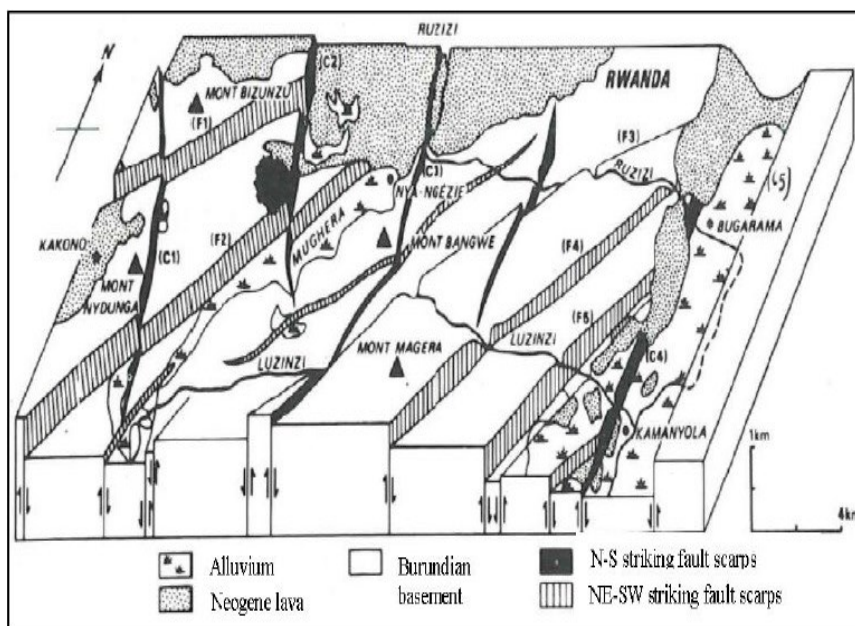 RUZIZI
N
(C2)
MONT BIZUNZU
RWANDA
(F1)
(F3)
RUZIZI
(C3)
NYA-NGEZIE
MUGHERA
BUGARAMA
KAKONO
(C1)
(F2)
(F4)
MONT BANGWE
MONT
NYDUNGA
(F5)
LUZINZI
LUZINZI
MONT MAGERA
(C4)
KAMANYOLA
1km
4km
Alluvium
Burundian
basement
N-S striking fault scarps
Neogene lava
NE-SW striking fault scarps